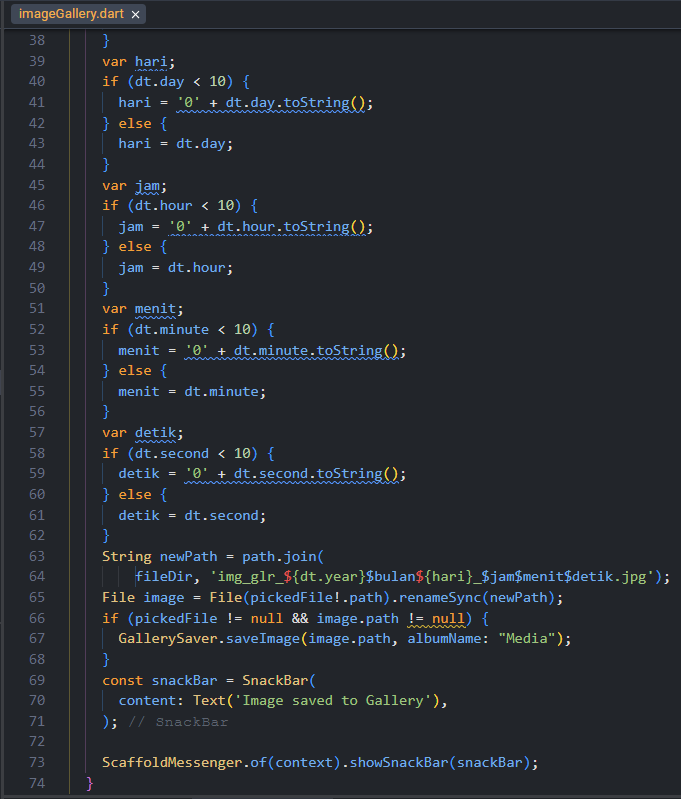 imageGallery.dart ×
38 }
39 var hari;
40 if (dt.day < 10) {
41 hari = '0' + dt.day.toString();
42 } else {
43 hari = dt.day;
44 }
45 var jam;
46 if (dt.hour < 10) {
47 jam = '0' + dt.hour.toString();
48 } else {
49 jam = dt.hour;
50 }
51 var menit;
52 if (dt.minute < 10) {
53 menit = '0' + dt.minute.toString();
54 } else {
55 menit = dt.minute;
56 }
57 var detik;
58 if (dt.second < 10) {
59 detik = '0' + dt.second.toString();
60 } else {
61 detik = dt.second;
62 }
63 String newPath = path.join(
64 fileDir, 'img_glr_${dt.year}$bulan${hari}_$jam$menit$detik.jpg');
65 File image = File(pickedFile!.path).renameSync(newPath);
66 if (pickedFile != null && image.path != null) {
67 GallerySaver.saveImage(image.path, albumName: "Media");
68 }
69 const snackBar = SnackBar(
70 content: Text('Image saved to Gallery'),
71 ); // SnackBar
72
73 ScaffoldMessenger.of(context).showSnackBar(snackBar);
74 }